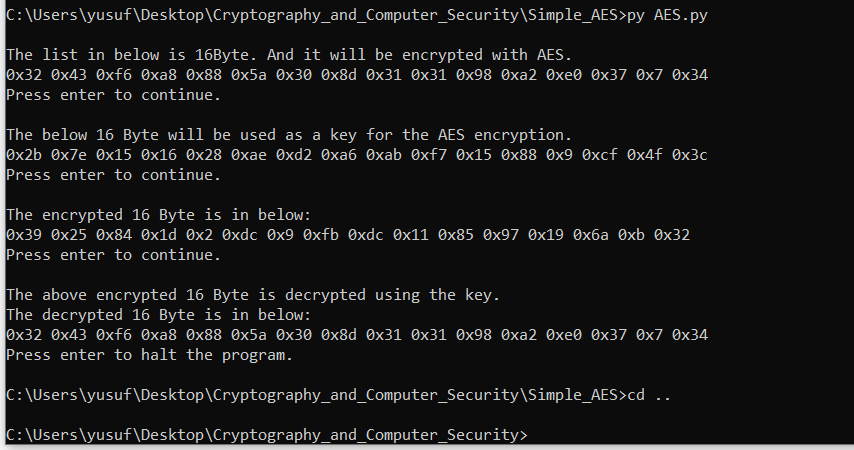 C:\Users\yusuf\Desktop\Cryptography_and_Computer_Security\Simple_AES>py AES.py
The list in below is 16Byte. And it will be encrypted with AES.
0x32 0x43 0xf6 0xa8 0x88 0x5a 0x30 0x8d 0x31 0x31 0x98 0xa2 0xe0 0x37 0x7 0x34
Press enter to continue.
The below 16 Byte will be used as a key for the AES encryption.
0x2b 0x7e 0x15 0x16 0x28 0xae 0xd2 0xa6 0xab 0xf7 0x15 0x88 0x9 0xcf 0x4f 0x3c
Press enter to continue.
The encrypted 16 Byte is in below:
0x39 0x25 0x84 0x1d 0x2 0xdc 0x9 0xfb 0xdc 0x11 0x85 0x97 0x19 0x6a 0xb 0x32
Press enter to continue.
The above encrypted 16 Byte is decrypted using the key.
The decrypted 16 Byte is in below:
0x32 0x43 0xf6 0xa8 0x88 0x5a 0x30 0x8d 0x31 0x31 0x98 0xa2 0xe0 0x37 0x7 0x34
Press enter to halt the program.
C:\Users\yusuf\Desktop\Cryptography_and_Computer_Security\Simple_AES>cd ..
C:\Users\yusuf\Desktop\Cryptography_and_Computer_Security>